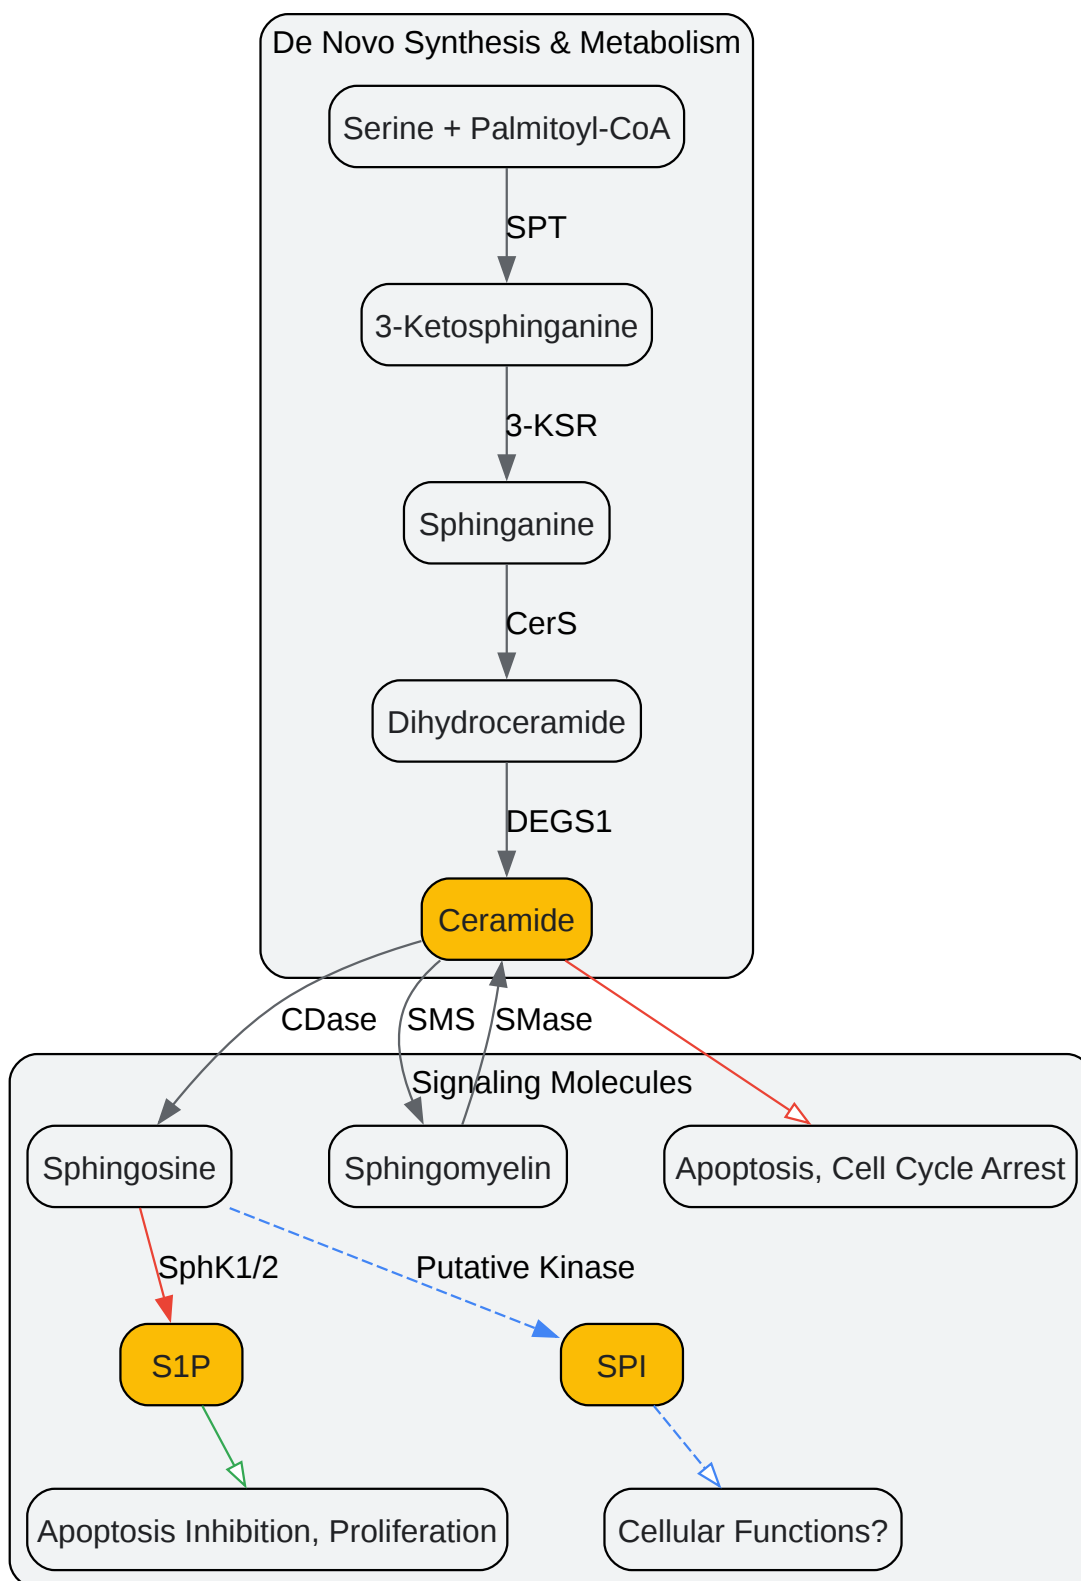 De Novo Synthesis & Metabolism
Serine + Palmitoyl-CoA
SPT
3-Ketosphinganine
3-KSR
Sphinganine
CerS
Dihydroceramide
DEGS1
Ceramide
CDase
SMS
SMase
Signaling Molecules
Sphingosine
Sphingomyelin
Apoptosis, Cell Cycle Arrest
SphK1/2
Putative Kinase
S1P
SPI
Apoptosis Inhibition, Proliferation
Cellular Functions?